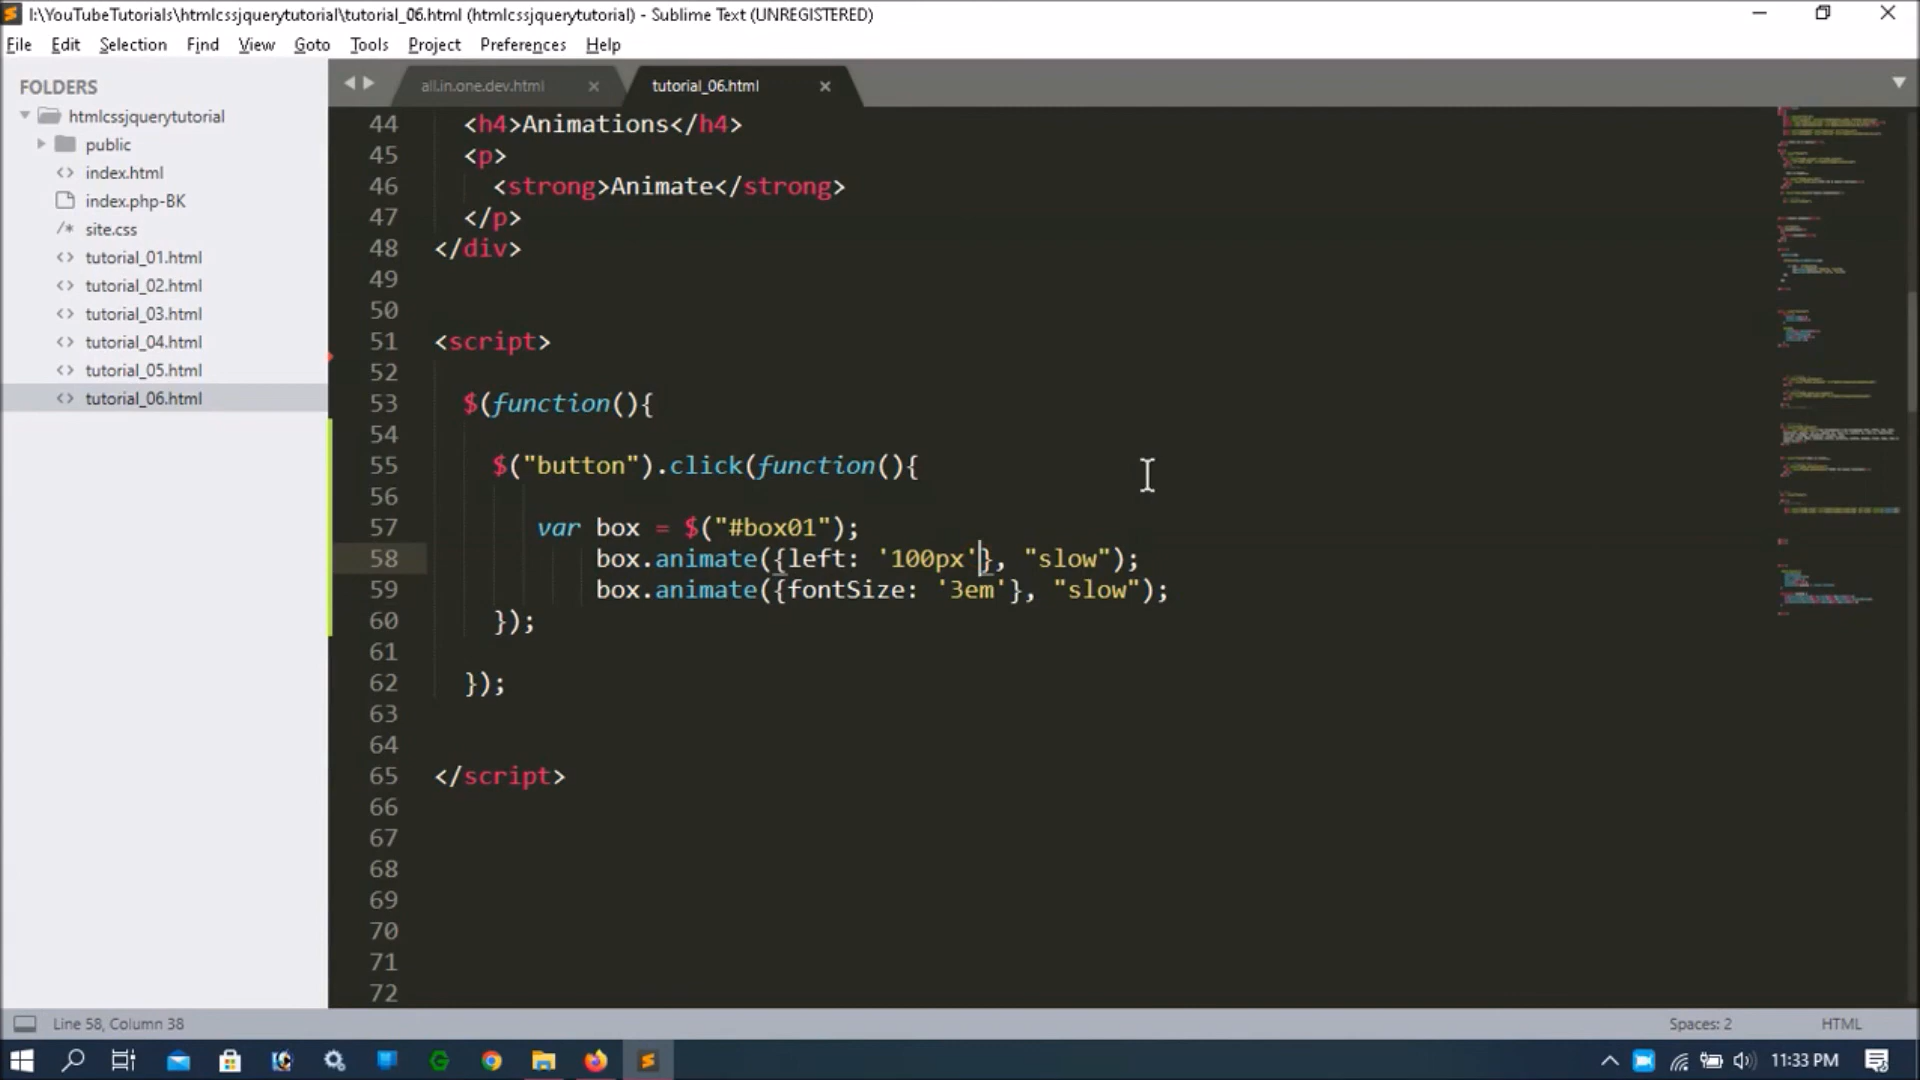 I:\YouTubeTutorials\htmlcssjquerytutorial\tutorial_06.html (htmlcssjquerytutorial) - Sublime Text (UNREGISTERED)
File Edit Selection Find View Goto Tools Project Preferences Help
FOLDERS
htmlcssjquerytutorial
public
index.html
index.php-BK
site.css
tutorial_01.html
tutorial_02.html
tutorial_03.html
tutorial_04.html
tutorial_05.html
tutorial_06.html
all.in.one.dev.html tutorial_06.html
44 <h4>Animations</h4>
45 <p>
46 <strong>Animate</strong>
47 </p>
48 </div>
49
50
51 <script>
52
53 $(function(){
54
55 $("button").click(function(){
56
57 var box = $("#box01");
58 box.animate({left: '100px'}, "slow");
59 box.animate({fontSize: '3em'}, "slow");
60 });
61
62 });
63
64
65 </script>
66
67
68
69
70
71
72
Line 58, Column 38 Spaces: 2 HTML
11:33 PM